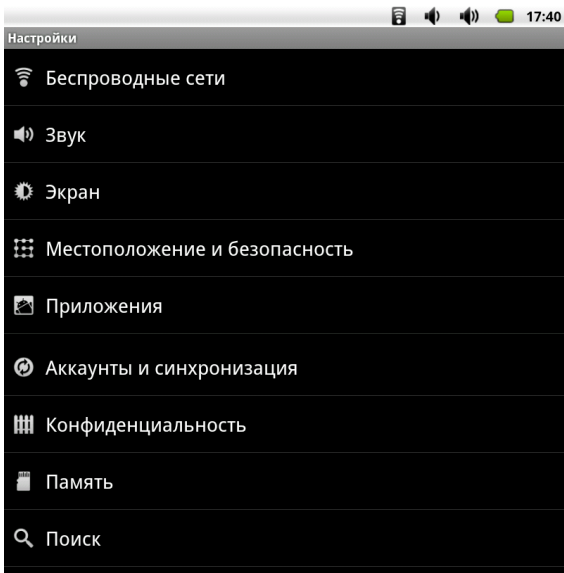 17:40
Настройки
Беспроводные сети
Звук
Экран
Местоположение и безопасность
Приложения
Аккаунты и синхронизация
Конфиденциальность
Память
Поиск